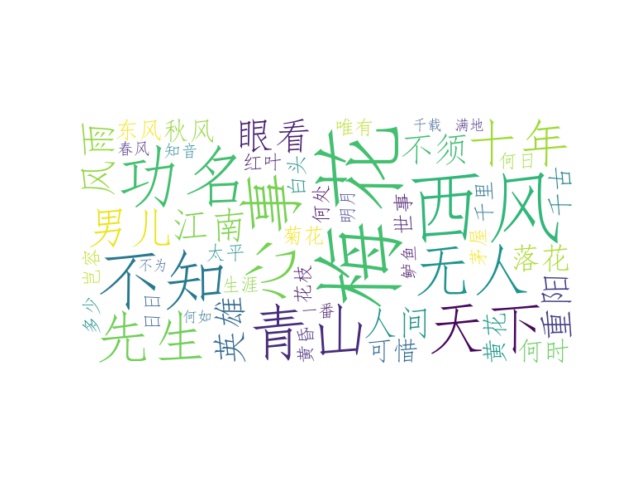 风雨
东风
秋风
春风
知音
眼看
红叶
白头
唯有
千载
满地
不须
十年
何日
功名
心事
梅花
西风
千里
千古
何处
明月
世事
男儿
江南
菊花
鲈鱼
茅屋
落花
岂容
太平
不知
不为
生涯
花枝
无人
重阳
多少
日日
何如
先生
英雄
青山
黄昏
一
人间
可惜
天下
黄花
何时